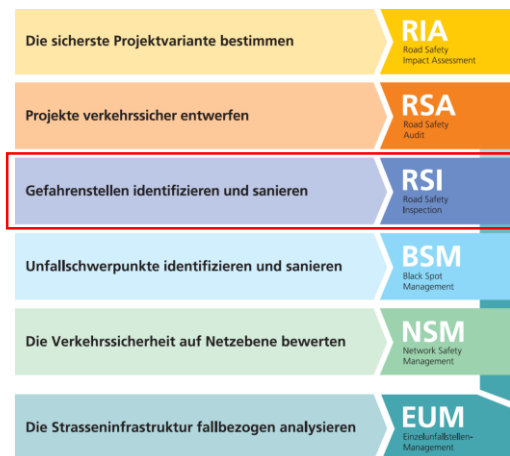 Die sicherste Projektvariante bestimmen
RIA
Road Safety
Impact Assessment
Projekte verkehrssicher entwerfen
RSA
Road Safety
Audit
Gefahrenstellen identifizieren und sanieren
RSI
Road Safety
Inspection
Unfallschwerpunkte identifizieren und sanieren
BSM
Black Spot
Management
Die Verkehrssicherheit auf Netzebene bewerten
NSM
Network Safety
Management
Die Strasseninfrastruktur fallbezogen analysieren
EUM
Einzelunfallstellen-
Management